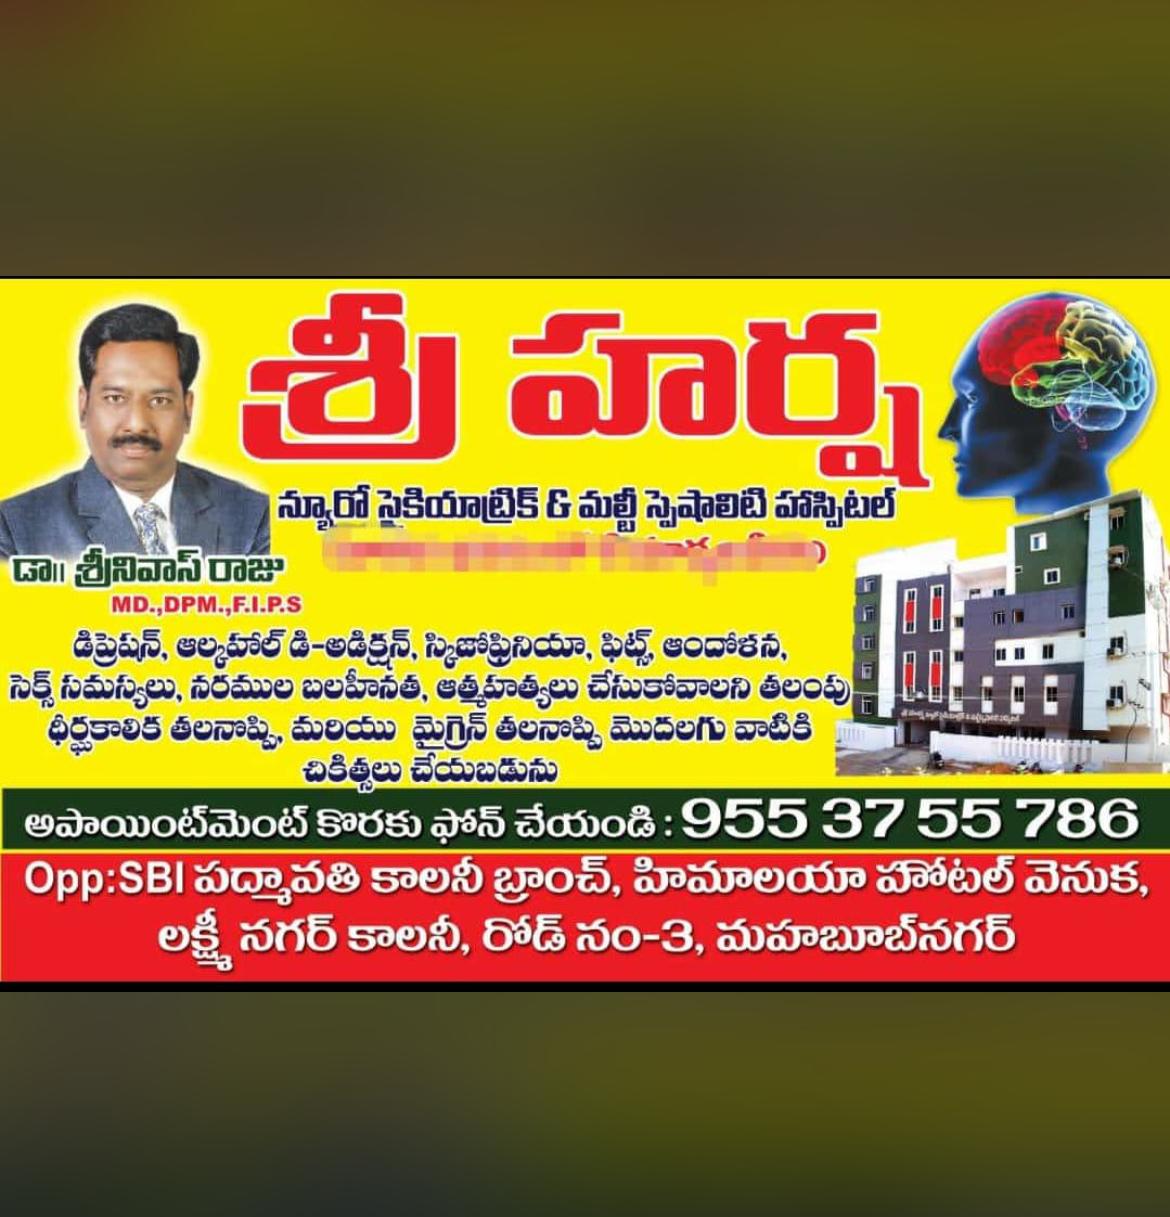 శ్రీ హర్ష
న్యూరో సైకియాట్రిక్ & మల్టీ స్పెషాలిటి హాస్పిటల్
డా॥ శ్రీనివాస్ రాజు
MD.,DPM.,F.I.P.S
డిప్రెషన్, ఆల్కహాల్ డి-అడిక్షన్, స్కిజోఫ్రినియా, ఫిట్స్, ఆందోళన,
సెక్స్ సమస్యలు, నరముల బలహీనత, ఆత్మహత్యలు చేసుకోవాలని తలంపు
ధీర్ఘకాలిక తలనొప్పి, మరియు మైగ్రెన్ తలనొప్పి మొదలగు వాటికి
చికిత్సలు చేయబడును
అపాయింట్‌మెంట్ కొరకు ఫోన్ చేయండి : 955 37 55 786
Opp:SBI పద్మావతి కాలనీ బ్రాంచ్, హిమాలయా హోటల్ వెనుక,
లక్ష్మీ నగర్ కాలనీ, రోడ్ నం-3, మహబూబ్‌నగర్